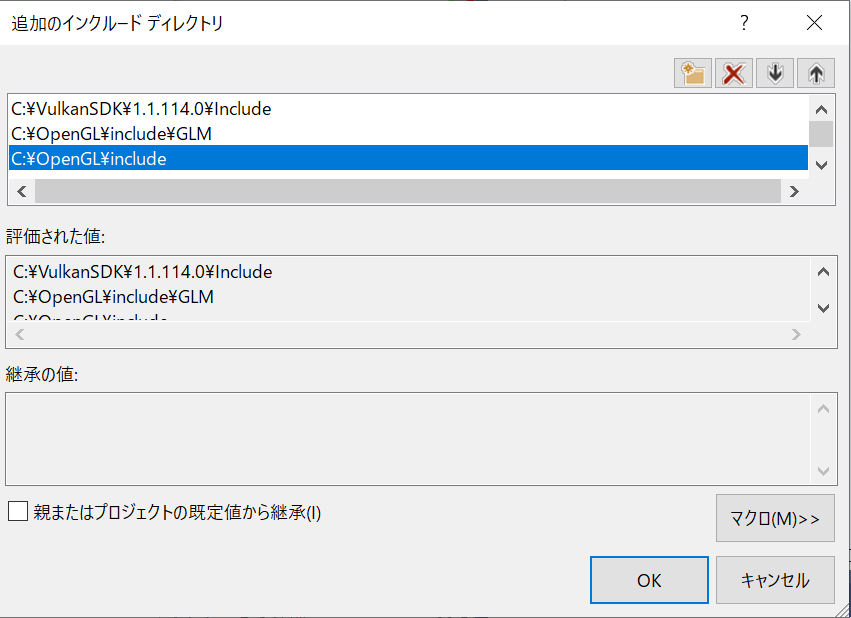 追加のインクルード ディレクトリ
?
C:¥VulkanSDK¥1.1.114.0¥Include
C:¥OpenGL¥include¥GLM
C:¥OpenGL¥include
評価された値:
C:¥VulkanSDK¥1.1.114.0¥Include
C:¥OpenGL¥include¥GLM
C:¥OpenGL¥include
継承の値:
親またはプロジェクトの既定値から継承(I)
マクロ(M)>>
OK
キャンセル